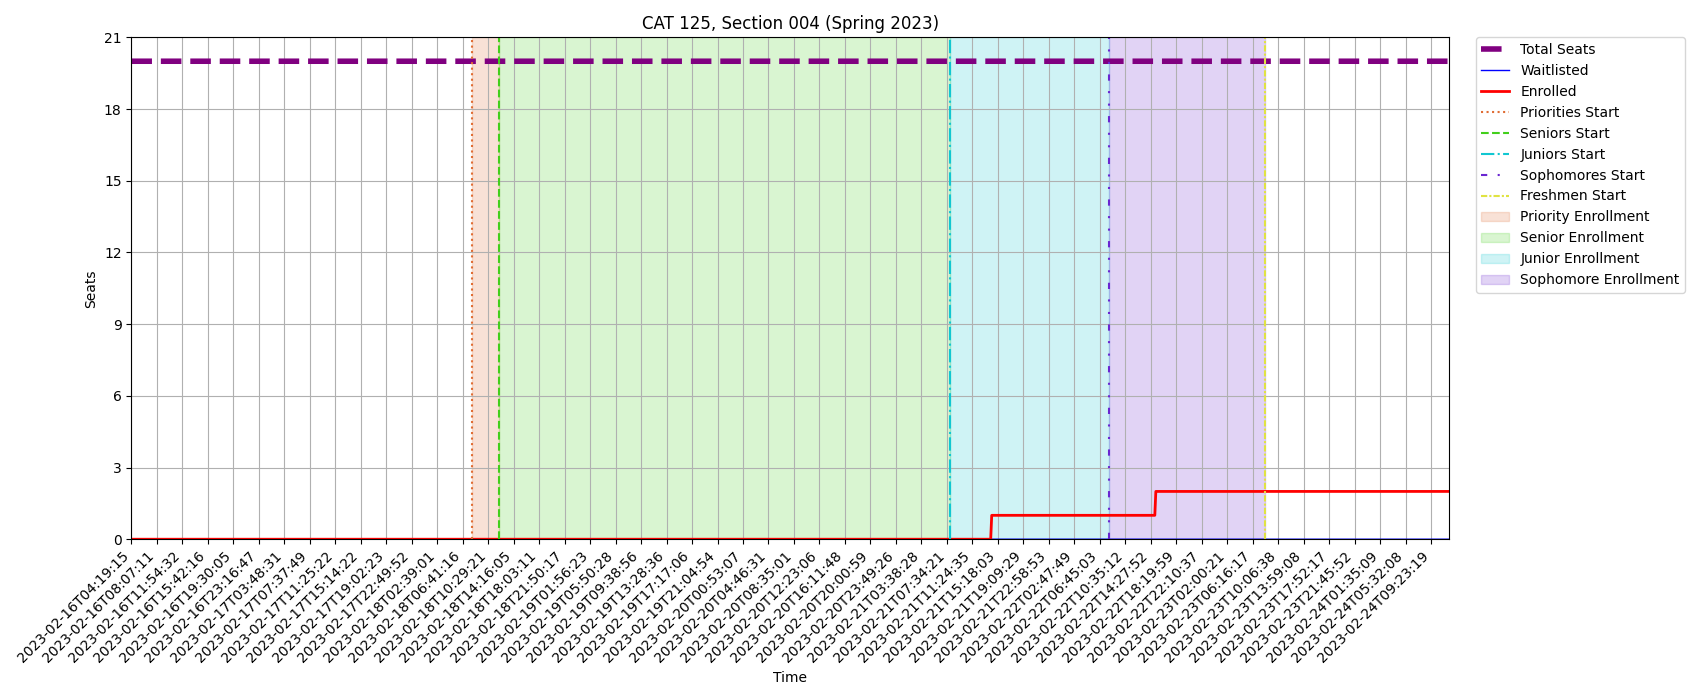 CAT 125, Section 004 (Spring 2023)
21
18
15
12
9
6
3
0
Seats
2023-02-16T04:19:15
2023-02-16T08:07:11
2023-02-16T11:54:32
2023-02-16T15:42:16
2023-02-16T19:30:05
2023-02-16T23:16:47
2023-02-17T03:48:31
2023-02-17T07:37:49
2023-02-17T11:25:22
2023-02-17T15:14:22
2023-02-17T19:02:23
2023-02-17T22:49:52
2023-02-18T02:39:01
2023-02-18T06:41:16
2023-02-18T10:29:21
2023-02-18T14:16:05
2023-02-18T18:03:11
2023-02-18T21:50:17
2023-02-19T01:56:23
2023-02-19T05:50:28
2023-02-19T09:38:56
2023-02-19T13:28:36
2023-02-19T17:17:06
2023-02-19T21:04:54
2023-02-20T00:53:07
2023-02-20T04:46:31
2023-02-20T08:35:01
2023-02-20T12:23:06
2023-02-20T16:11:48
2023-02-20T20:00:59
2023-02-20T23:49:26
2023-02-21T03:38:28
2023-02-21T07:34:21
2023-02-21T11:24:35
2023-02-21T15:18:03
2023-02-21T19:09:29
2023-02-21T22:58:53
2023-02-22T02:47:49
2023-02-22T06:45:03
2023-02-22T10:35:12
2023-02-22T14:27:52
2023-02-22T18:19:59
2023-02-22T22:10:37
2023-02-23T02:00:21
2023-02-23T06:16:17
2023-02-23T10:06:38
2023-02-23T13:59:08
2023-02-23T17:52:17
2023-02-23T21:45:52
2023-02-24T01:35:09
2023-02-24T05:32:08
2023-02-24T09:23:19
Time
Total Seats
Waitlisted
Enrolled
Priorities Start
Seniors Start
Juniors Start
Sophomores Start
Freshmen Start
Priority Enrollment
Senior Enrollment
Junior Enrollment
Sophomore Enrollment